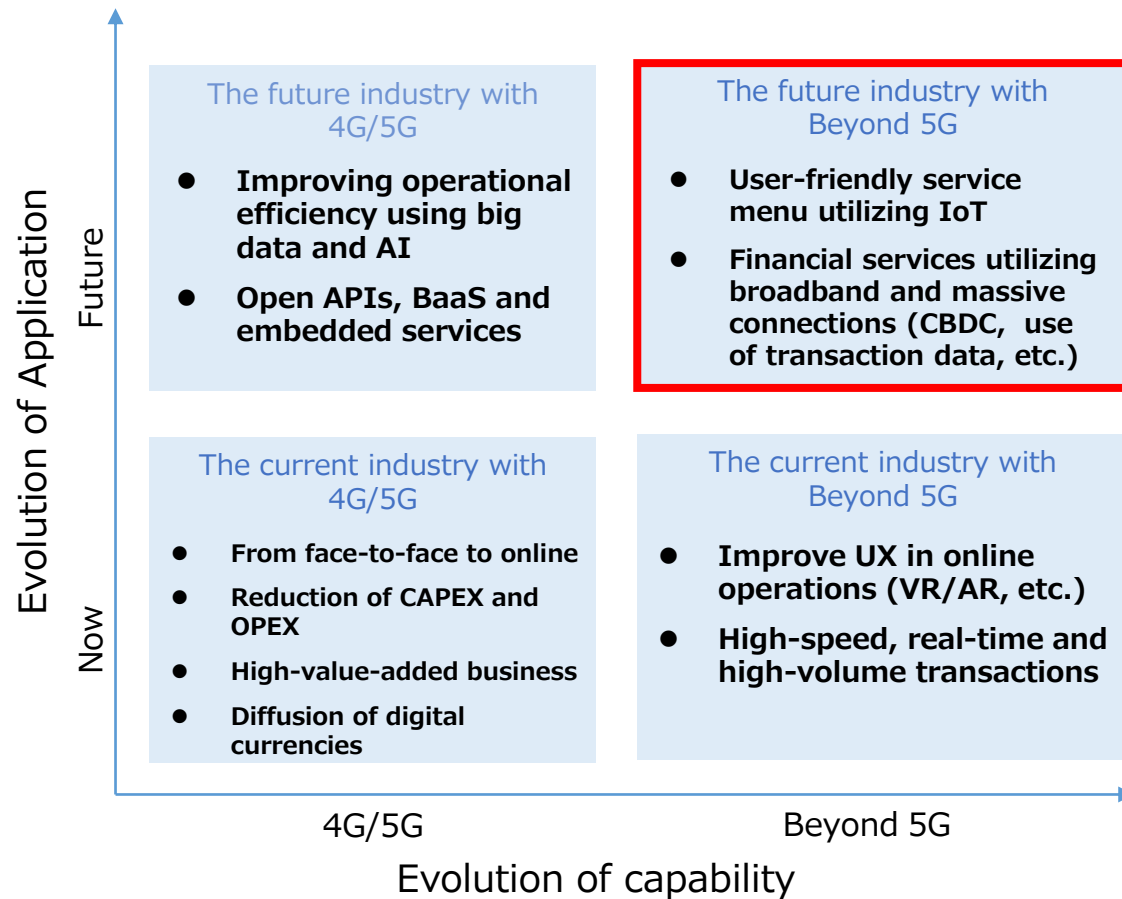 Evolution of Application
Future
Now
The future industry with
4G/5G
● Improving operational
efficiency using big
data and AI
● Open APIs, BaaS and
embedded services
The future industry with
Beyond 5G
● User-friendly service
menu utilizing IoT
● Financial services utilizing
broadband and massive
connections (CBDC, use
of transaction data, etc.)
The current industry with
4G/5G
● From face-to-face to online
● Reduction of CAPEX and
OPEX
● High-value-added business
● Diffusion of digital
currencies
The current industry with
Beyond 5G
● Improve UX in online
operations (VR/AR, etc.)
● High-speed, real-time and
high-volume transactions
4G/5G
Beyond 5G
Evolution of capability